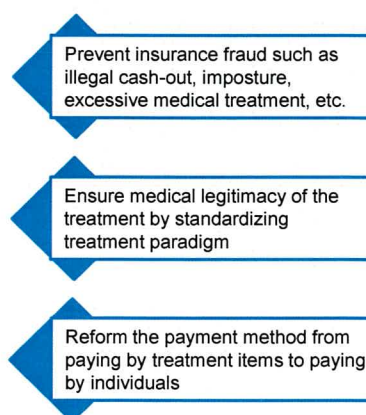 Prevent insurance fraud such as
illegal cash-out, imposture,
excessive medical treatment, etc.
Ensure medical legitimacy of the
treatment by standardizing
treatment paradigm
Reform the payment method from
paying by treatment items to paying
by individuals